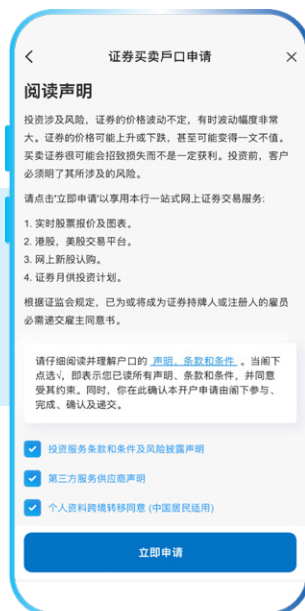 证券买卖戶口申请
阅读声明
投资涉及风险，证券的价格波动不定，有时波动幅度非常
大。证券的价格可能上升或下跌，甚至可能变得一文不值。
买卖证券很可能会招致损失而不是一定获利。投资前，客户
必须明了其所涉及的风险。
请点击"立即申请"以享用本行一站式网上证券交易服务:
1. 实时股票报价及图表。
2. 港股，美股交易平台。
3. 网上新股认购。
4. 证券月供投资计划。
根据证监会规定，已为或将成为证券持牌人或注册人的雇员
必需递交雇主同意书。
请仔细阅读并理解户口的 声明、条款和条件 。当阁下
点选√，即表示您已读所有声明、条款和条件，并同意
受其约束。同时，你在此确认本开户申请由阁下参与、
完成、确认及递交。
投资服务条款和条件及风险披露声明
第三方服务供应商声明
个人资料跨境转移同意 (中国居民适用)
立即申请